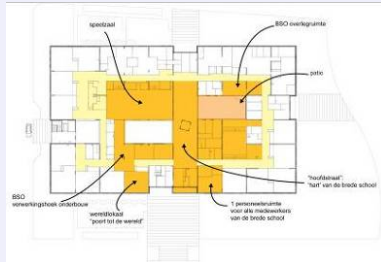 speelzaal
BSO overlegruimte
patio
"hoofdstraat":
'hart' van de brede school
1 personeelsruimte
voor alle medewerkers
van de brede school
wereldlokaal
"poort tot de wereld"
BSO
verwerkingshoek onderbouw